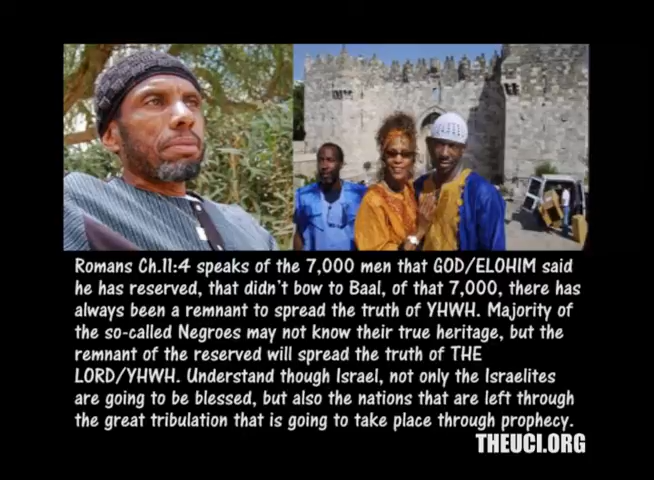 Romans Ch.11:4 speaks of the 7,000 men that GOD/ELOHIM said
he has reserved, that didn't bow to Baal, of that 7,000, there has
always been a remnant to spread the truth of YHWH. Majority of
the so-called Negroes may not know their true heritage, but the
remnant of the reserved will spread the truth of THE
LORD/YHWH. Understand though Israel, not only the Israelites
are going to be blessed, but also the nations that are left through
the great tribulation that is going to take place through prophecy.
THEUCI.ORG